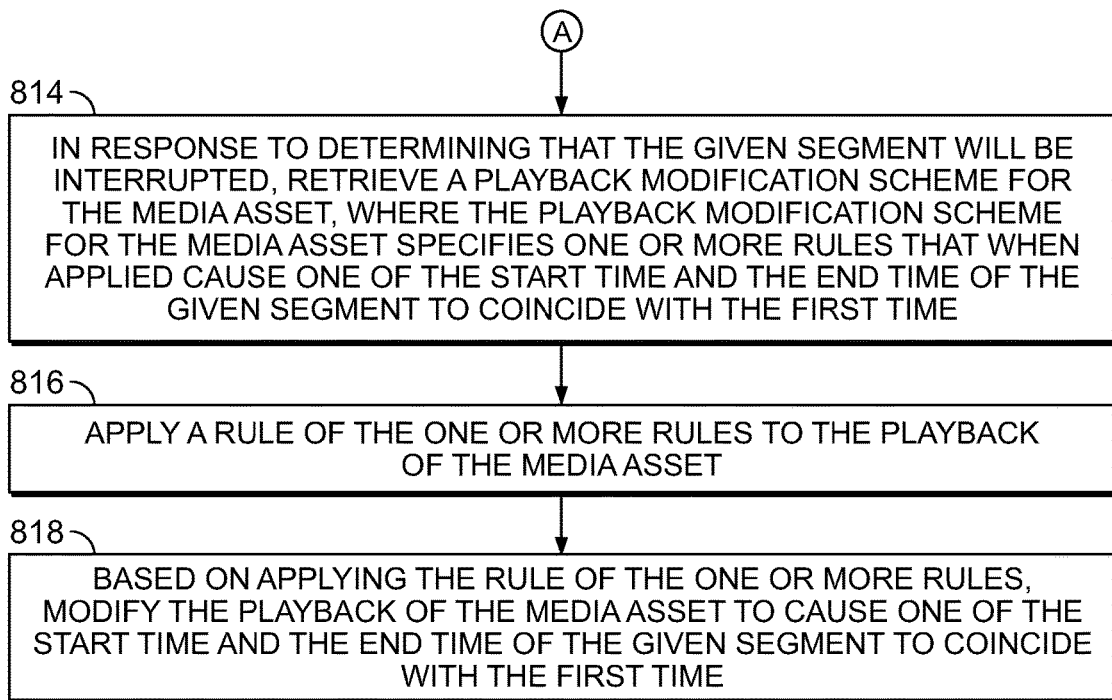 A
814
IN RESPONSE TO DETERMINING THAT THE GIVEN SEGMENT WILL BE
INTERRUPTED, RETRIEVE A PLAYBACK MODIFICATION SCHEME FOR
THE MEDIA ASSET, WHERE THE PLAYBACK MODIFICATION SCHEME
FOR THE MEDIA ASSET SPECIFIES ONE OR MORE RULES THAT WHEN
APPLIED CAUSE ONE OF THE START TIME AND THE END TIME OF THE
GIVEN SEGMENT TO COINCIDE WITH THE FIRST TIME
816
APPLY A RULE OF THE ONE OR MORE RULES TO THE PLAYBACK
OF THE MEDIA ASSET
818
BASED ON APPLYING THE RULE OF THE ONE OR MORE RULES,
MODIFY THE PLAYBACK OF THE MEDIA ASSET TO CAUSE ONE OF THE
START TIME AND THE END TIME OF THE GIVEN SEGMENT TO COINCIDE
WITH THE FIRST TIME